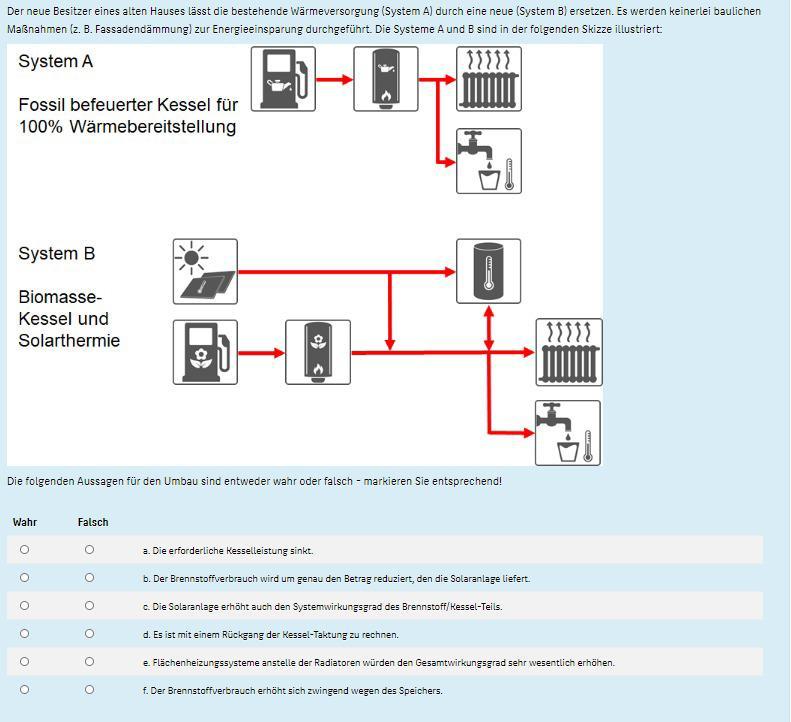 Der neue Besitzer eines alten Hauses lässt die bestehende Wärmeversorgung (System A) durch eine neue (System B) ersetzen. Es werden keinerlei baulichen
Maßnahmen (z. B. Fassadendämmung) zur Energieeinsparung durchgeführt. Die Systeme A und B sind in der folgenden Skizze illustriert:
System A
Fossil befeuerter Kessel für
100% Wärmebereitstellung
System B
Biomasse-
Kessel und
Solarthermie
Die folgenden Aussagen für den Umbau sind entweder wahr oder falsch - markieren Sie entsprechend!
Wahr Falsch
a. Die erforderliche Kesselleistung sinkt.
b. Der Brennstoffverbrauch wird um genau den Betrag reduziert, den die Solaranlage liefert.
c. Die Solaranlage erhöht auch den Systemwirkungsgrad des Brennstoff/Kessel-Teils.
d. Es ist mit einem Rückgang der Kessel-Taktung zu rechnen.
e. Flächenheizungssysteme anstelle der Radiatoren würden den Gesamtwirkungsgrad sehr wesentlich erhöhen.
f. Der Brennstoffverbrauch erhöht sich zwingend wegen des Speichers.